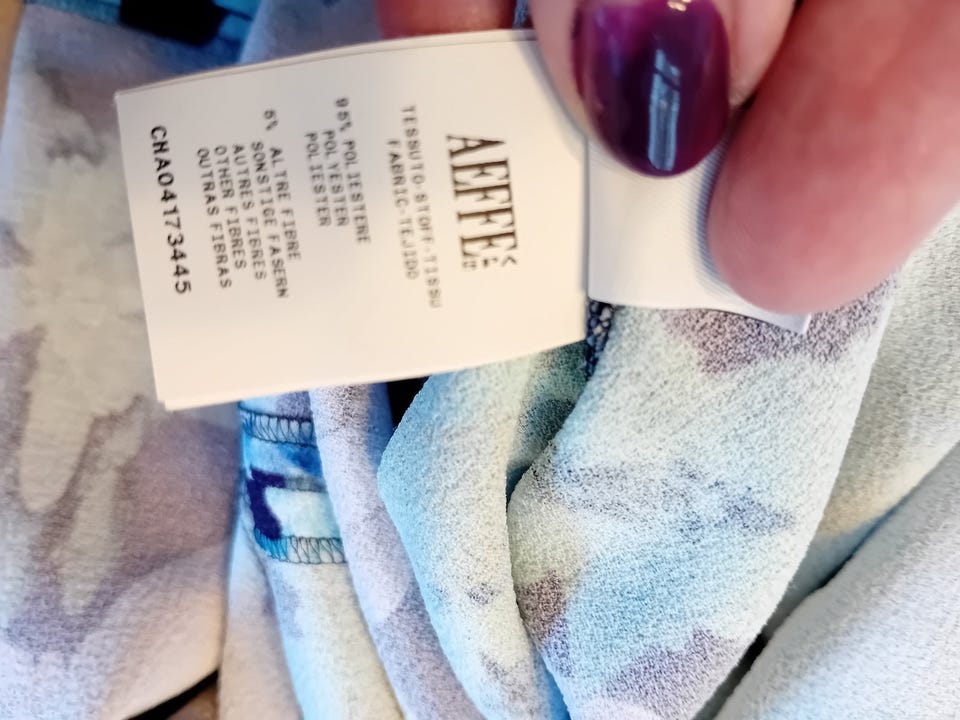 AEFFE
TESSUTO-STOFF-TISSU
FABRIC-TEJIDO
95% POLIESTERE
POLYESTER
POLIESTER
5% ALTRE FIBRE
SONSTIGE FASERN
AUTRES FIBRES
OTHER FIBRES
OUTRAS FIBRAS
CHA04173445